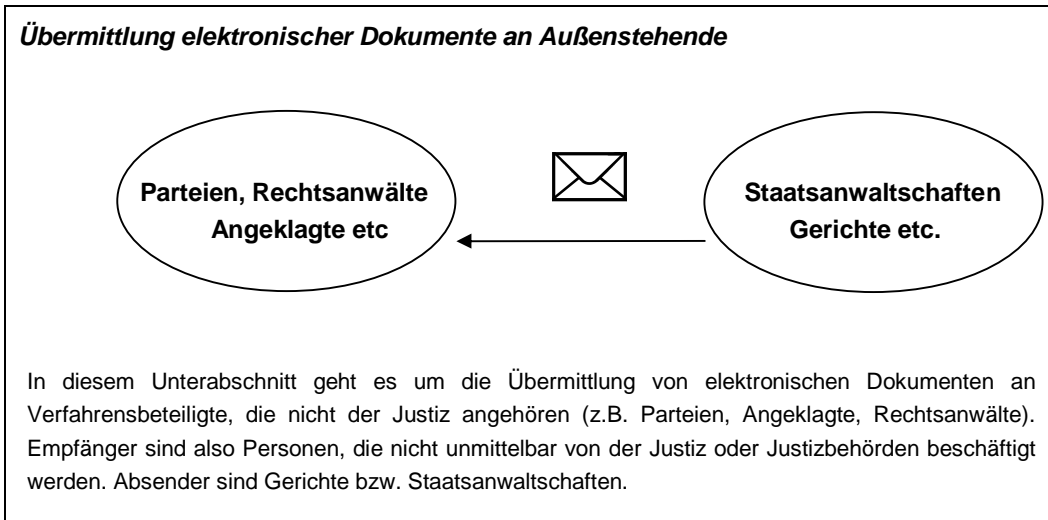 Übermittlung elektronischer Dokumente an Außenstehende
Parteien, Rechtsanwälte
Angeklagte etc
Staatsanwaltschaften
Gerichte etc.
In diesem Unterabschnitt geht es um die Übermittlung von elektronischen Dokumenten an
Verfahrensbeteiligte, die nicht der Justiz angehören (z.B. Parteien, Angeklagte, Rechtsanwälte).
Empfänger sind also Personen, die nicht unmittelbar von der Justiz oder Justizbehörden beschäftigt
werden. Absender sind Gerichte bzw. Staatsanwaltschaften.